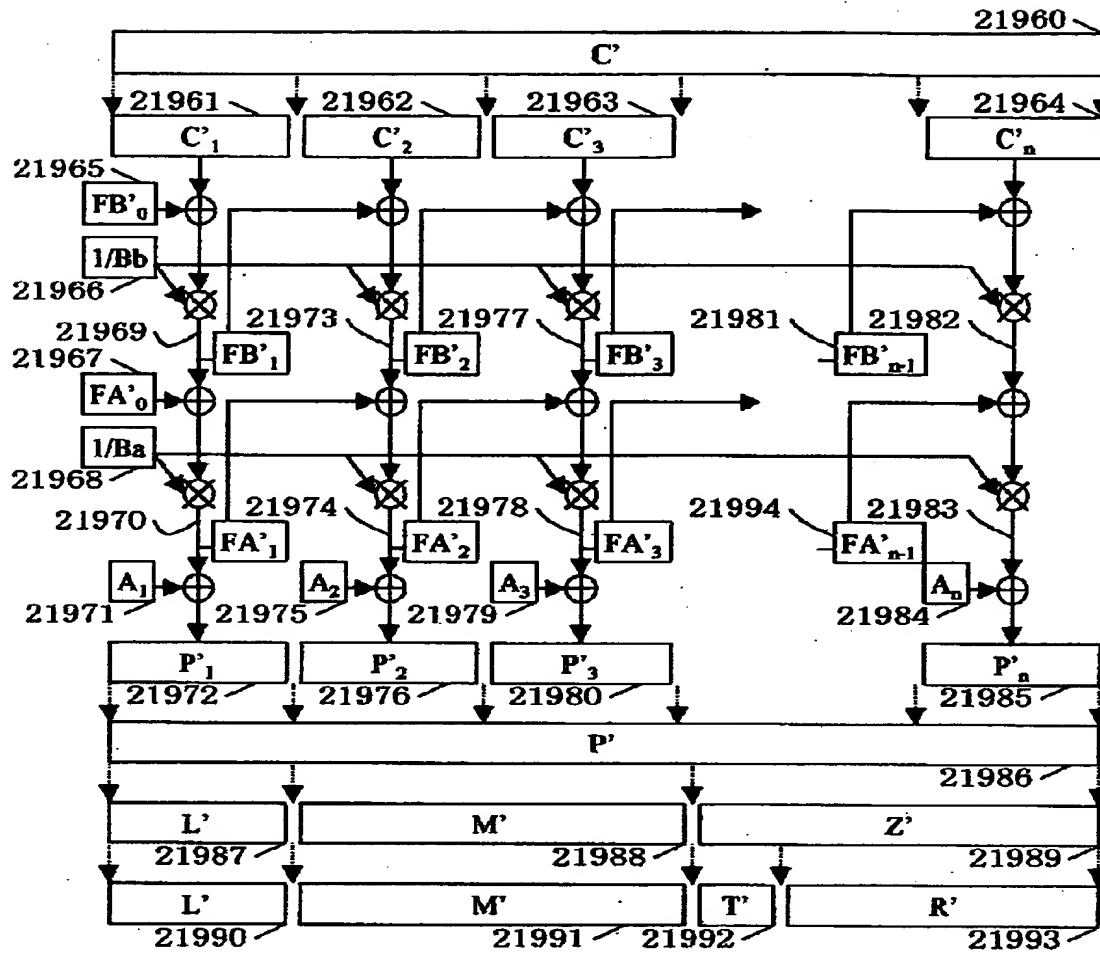 21960
C'
21961 21962 21963 21964
C'1 C'2 C'3 C'n
21965
FB'0
1/Bb
21966
21969 21973 21977 21981 21982
21967 FB'1 FB'2 FB'3 FB'n-1
FA'0
1/Ba
21968
21970 21974 21978 21994 21983
FA'1 FA'2 FA'3 FA'n-1
A1 A2 A3 An
21971 21975 21979 21984
P'1 P'2 P'3 P'n
21972 21976 21980 21985
P'
21986
L' M' Z'
21987 21988 21989
L' M' T' R'
21990 21991 21992 21993